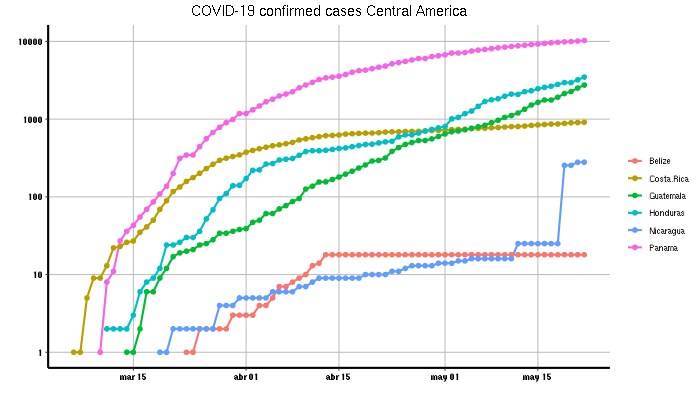 COVID-19 confirmed cases Central America
10000
1000
100
10
1
mar 15
abr 01
abr 15
may 01
may 15
Belize
Costa.Rica
Guatemala
Honduras
Nicaragua
Panama